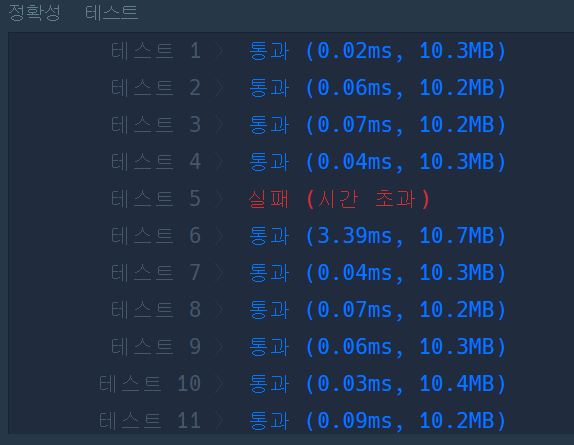 정확성 테스트
테스트 1 〉 통과 (0.02ms, 10.3MB)
테스트 2 〉 통과 (0.06ms, 10.2MB)
테스트 3 〉 통과 (0.07ms, 10.2MB)
테스트 4 〉 통과 (0.04ms, 10.3MB)
테스트 5 〉 실패 (시간 초과)
테스트 6 〉 통과 (3.39ms, 10.7MB)
테스트 7 〉 통과 (0.04ms, 10.3MB)
테스트 8 〉 통과 (0.07ms, 10.2MB)
테스트 9 〉 통과 (0.06ms, 10.3MB)
테스트 10 〉 통과 (0.03ms, 10.4MB)
테스트 11 〉 통과 (0.09ms, 10.2MB)